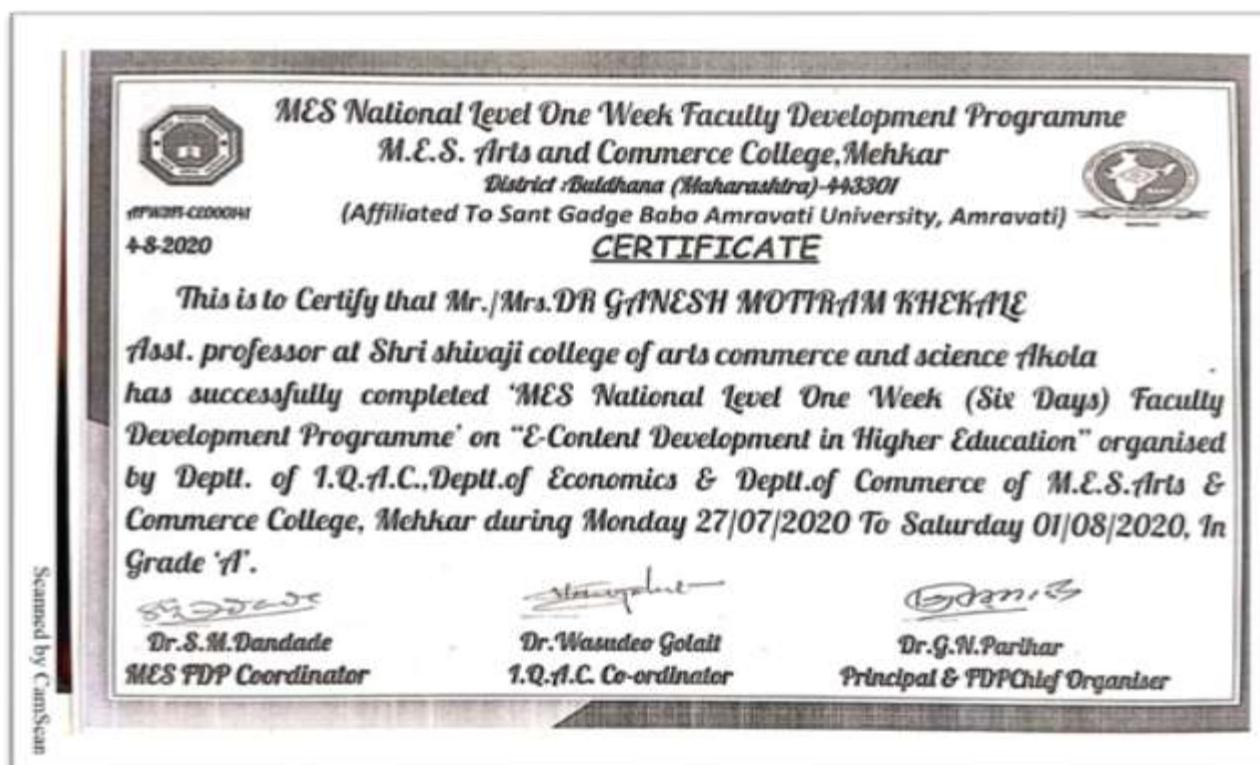 MES National Level One Week Faculty Development Programme
M.E.S. Arts and Commerce College,Mehkar
District :Buldhana (Maharashtra)-443301
(Affiliated To Sant Gadge Baba Amravati University, Amravati)
4-8-2020
CERTIFICATE
This is to Certify that Mr./Mrs.DR GANESH MOTIRAM KHEKALE
Asst. professor at Shri shivaji college of arts commerce and science Akola
has successfully completed ‘MES National Level One Week (Six Days) Faculty
Development Programme’ on “E-Content Development in Higher Education” organised
by Deptt. of I.Q.A.C.,Deptt.of Economics & Deptt.of Commerce of M.E.S.Arts &
Commerce College, Mehkar during Monday 27/07/2020 To Saturday 01/08/2020, In
Grade ‘A’.
Dr.S.M.Dandade
MES FDP Coordinator
Dr.Wasudeo Golait
I.Q.A.C. Co-ordinator
Dr.G.N.Parihar
Principal & FDPChief Organiser
Scanned by CamScan